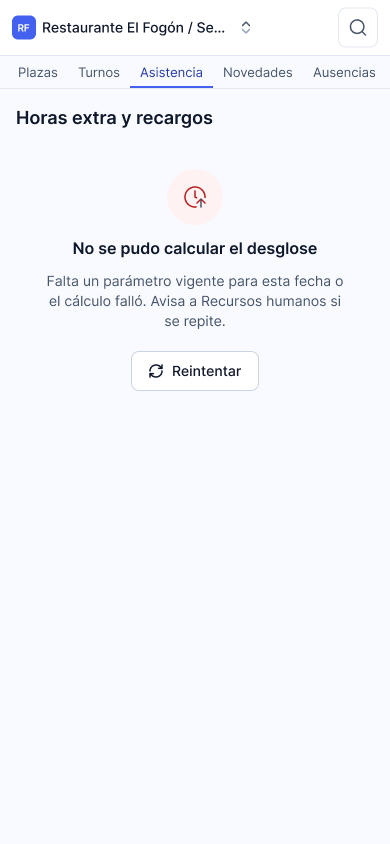 RF Restaurante El Fogón / Se...
Plazas Turnos Asistencia Novedades Ausencias
Horas extra y recargos
No se pudo calcular el desglose
Falta un parámetro vigente para esta fecha o
el cálculo falló. Avisa a Recursos humanos si
se repite.
Reintentar